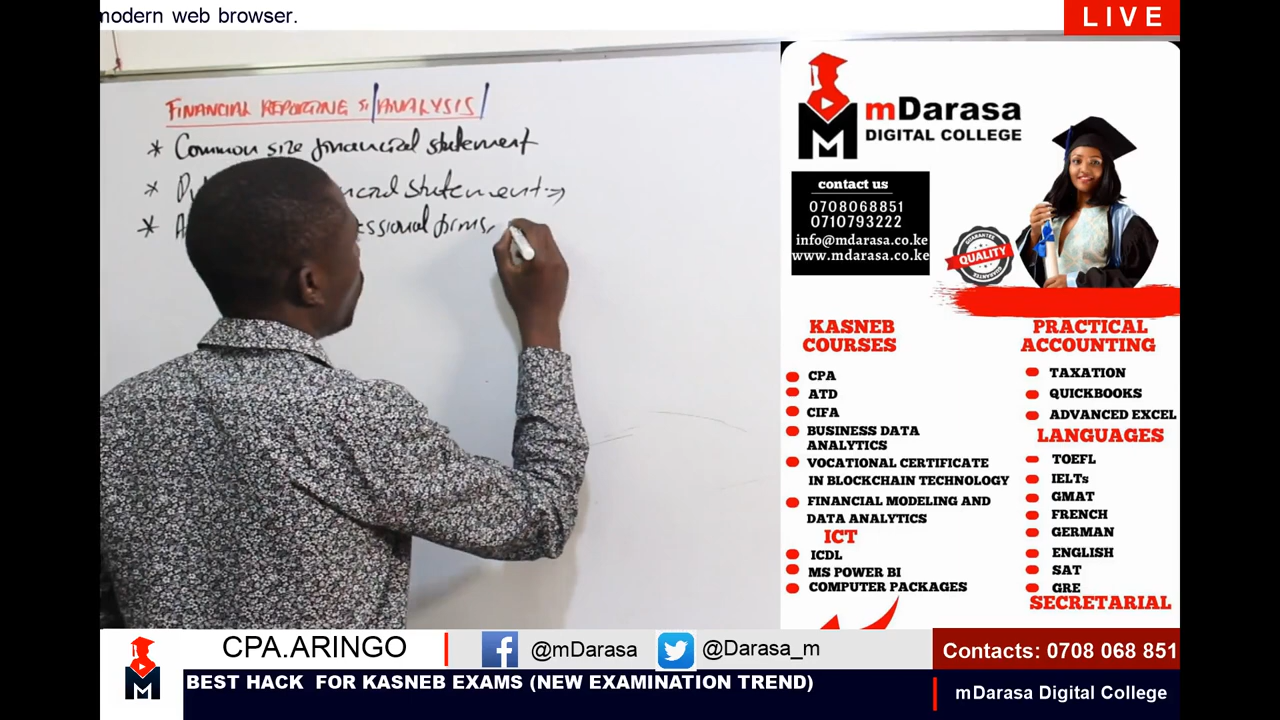 modern web browser.
LIVE
FINANCIAL REPORTING & ANALYSIS
* Common size financial statement
* statement
* firms,
mDarasa
DIGITAL COLLEGE
M
contact us
0708068851
0710793222
info@mdarasa.co.ke
www.mdarasa.co.ke
GUARANTEE
QUALITY
GUARANTEE
KASNEB
COURSES
CPA
ATD
CIFA
BUSINESS DATA
ANALYTICS
VOCATIONAL CERTIFICATE
IN BLOCKCHAIN TECHNOLOGY
FINANCIAL MODELING AND
DATA ANALYTICS
ICT
ICDL
MS POWER BI
COMPUTER PACKAGES
PRACTICAL
ACCOUNTING
TAXATION
QUICKBOOKS
ADVANCED EXCEL
LANGUAGES
TOEFL
IELTs
GMAT
FRENCH
GERMAN
ENGLISH
SAT
GRE
SECRETARIAL
M
CPA.ARINGO
@mDarasa
@Darasa_m
Contacts: 0708 068 851
BEST HACK FOR KASNEB EXAMS (NEW EXAMINATION TREND)
mDarasa Digital College